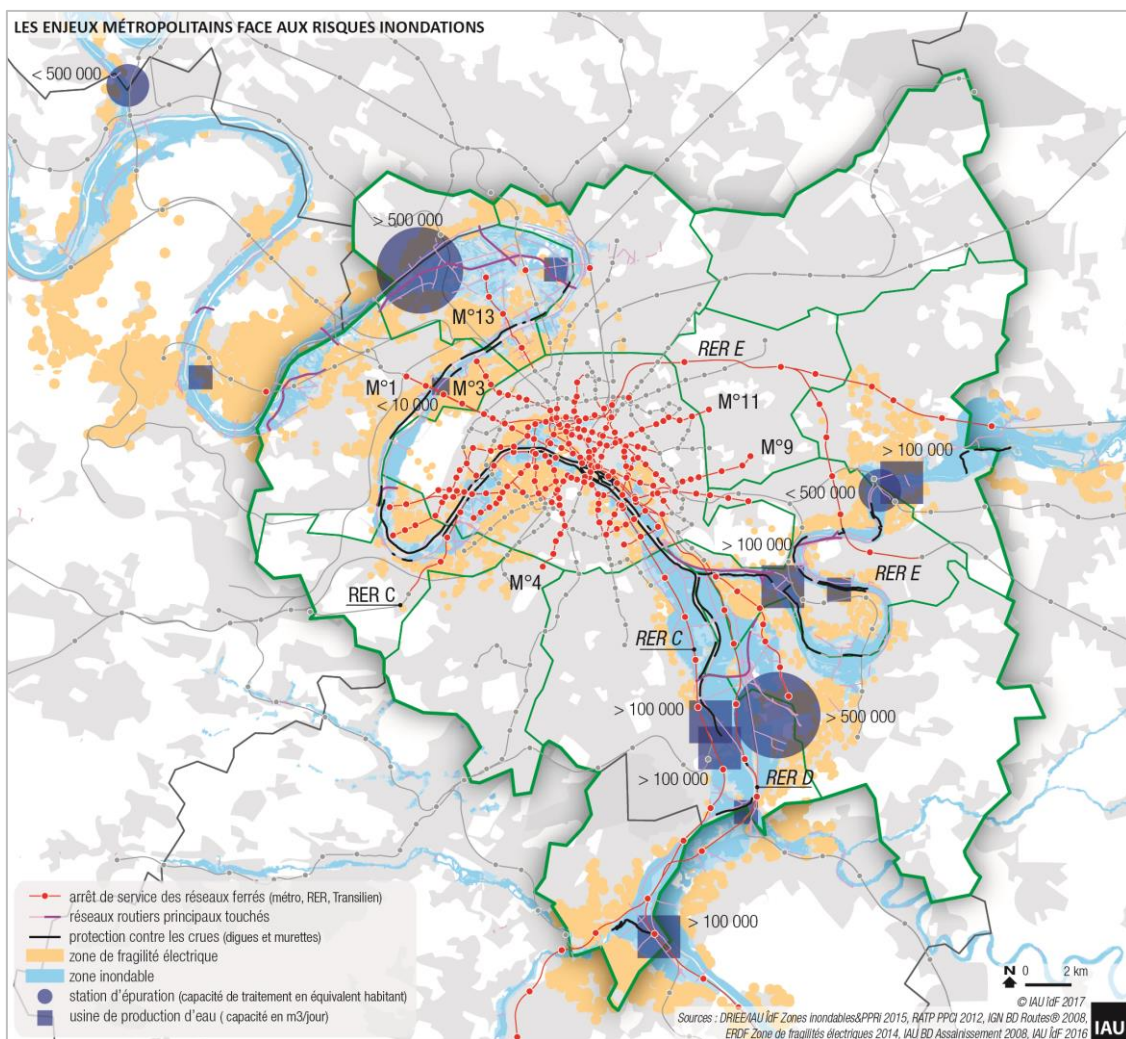 LES ENJEUX MÉTROPOLITAINS FACE AUX RISQUES INONDATIONS
< 500 000
> 500 000
M°13
RER E
M°1
M°3
< 10 000
M°11
M°9
> 100 000
< 500 000
> 100 000
RER E
M°4
RER C
RER C
> 100 000
> 500 000
> 100 000
RER D
> 100 000
arrêt de service des réseaux ferrés (métro, RER, Transilien)
réseaux routiers principaux touchés
protection contre les crues (digues et murettes)
zone de fragilité électrique
zone inondable
station d'épuration (capacité de traitement en équivalent habitant)
usine de production d'eau ( capacité en m3/jour)
N 0 2 km
© IAU îdF 2017
Sources : DRIEE/IAU îdF Zones inondables&PPRi 2015, RATP PPCI 2012, IGN BD Routes® 2008,
ERDF Zone de fragilités électriques 2014, IAU BD Assainissement 2008, IAU îdF 2016
IAU